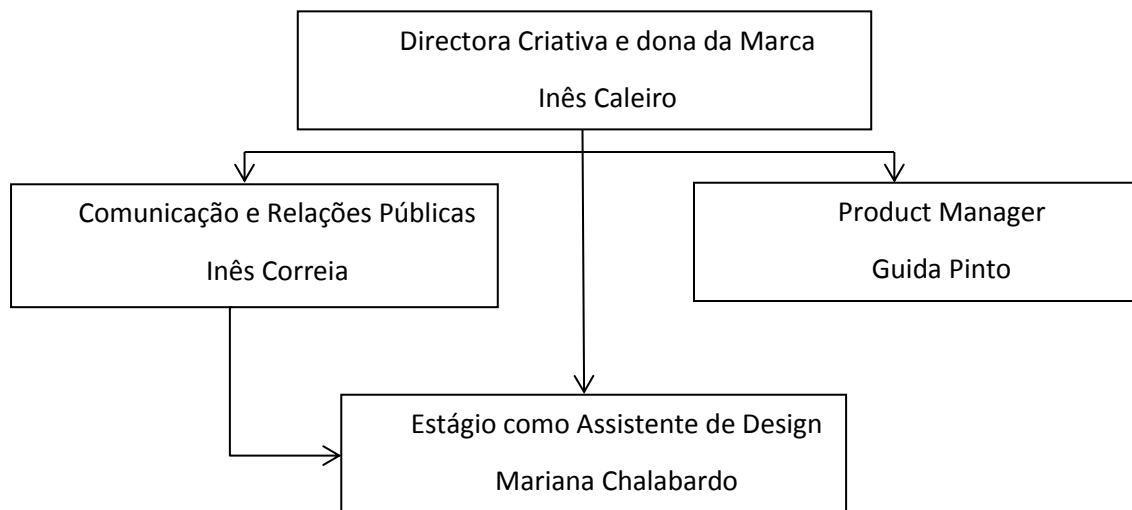 Directora Criativa e dona da Marca
Inês Caleiro
Comunicação e Relações Públicas
Inês Correia
Product Manager
Guida Pinto
Estágio como Assistente de Design
Mariana Chalabardo